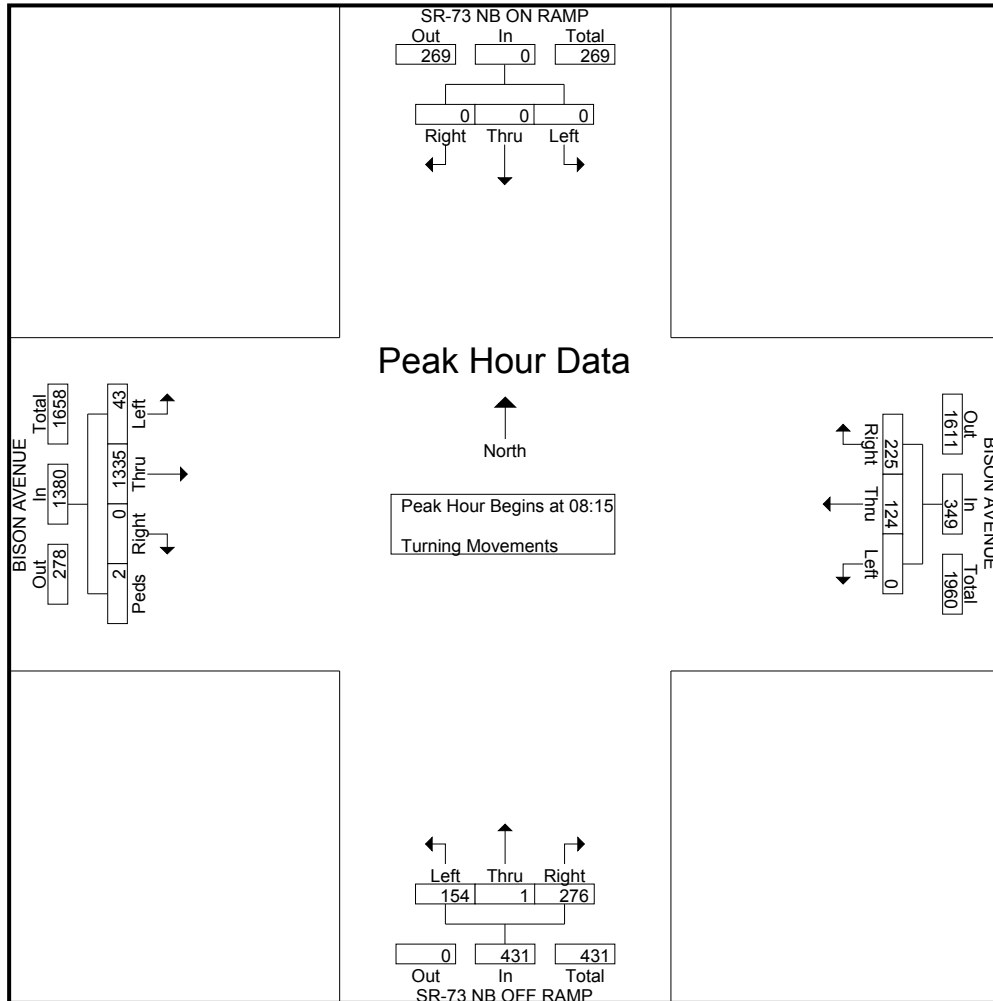 SR-73 NB ON RAMP
Out In Total
269 0 269
0 0 0
Right Thru Left
Peak Hour Data
North
Peak Hour Begins at 08:15
Turning Movements
BISON AVENUE
Out In Total
278 1380 1658
43 1335 0 2
Left Thru Right Peds
BISON AVENUE
Out In Total
1611 349 1960
225 124 0
Right Thru Left
Left Thru Right
154 1 276
0 431 431
Out In Total
SR-73 NB OFF RAMP